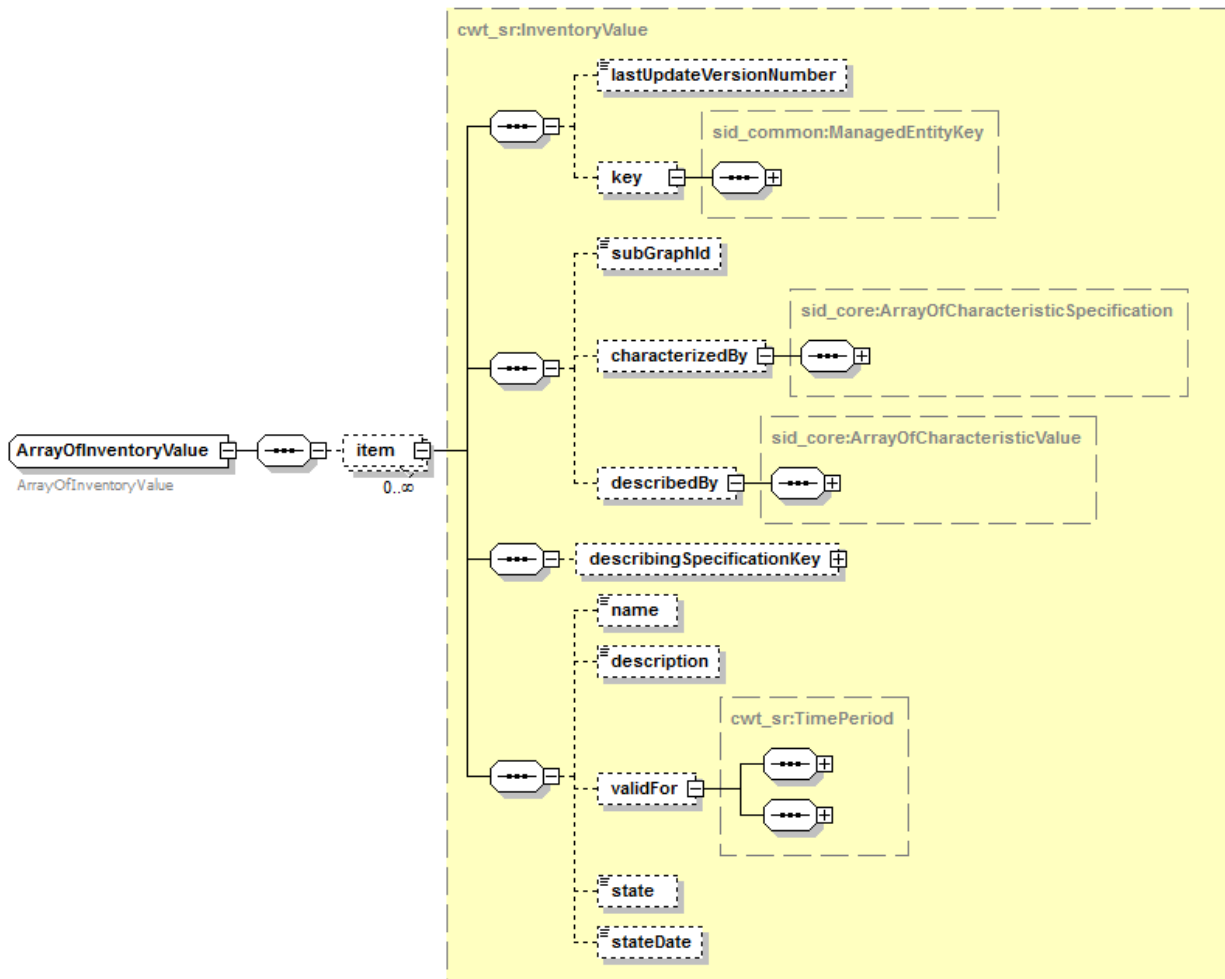 cwt_sr:InventoryValue
lastUpdateVersionNumber
sid_common:ManagedEntityKey
key
subGraphId
sid_core:ArrayOfCharacteristicSpecification
characterizedBy
sid_core:ArrayOfCharacteristicValue
ArrayOfInventoryValue
item
ArrayOfInventoryValue
0..∞
describedBy
describingSpecificationKey
name
description
cwt_sr:TimePeriod
validFor
state
stateDate